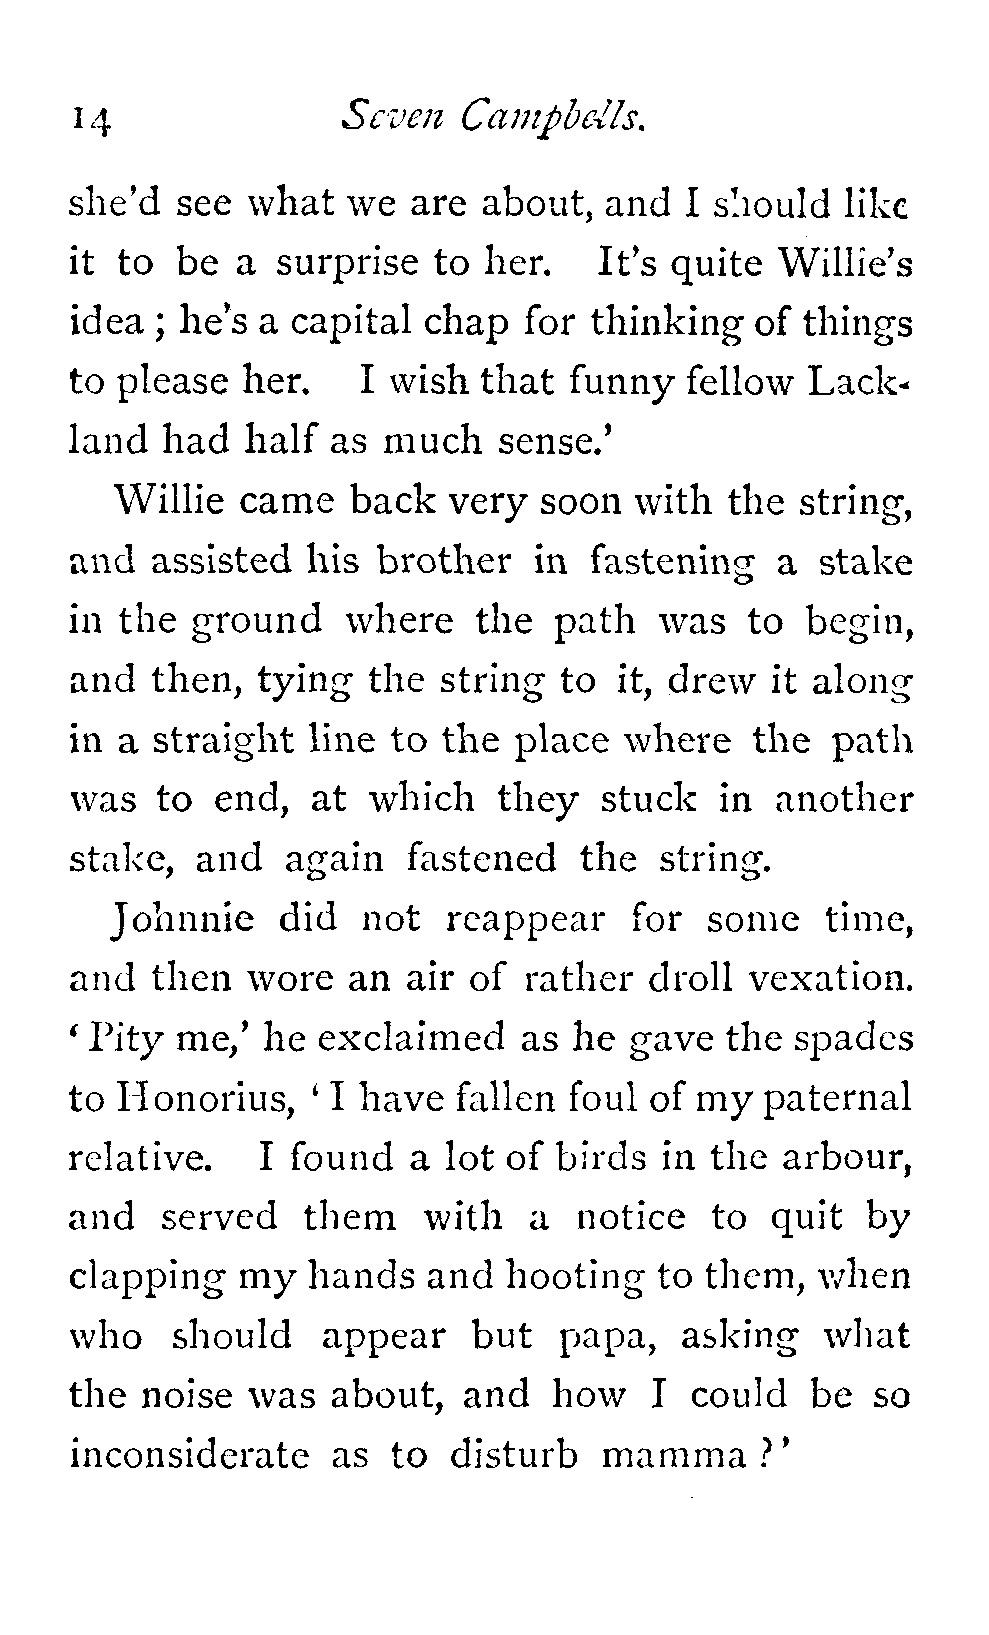 14 Seven Campbells.
she'd see what we are about, and I should like
it to be a surprise to her. It's quite Willie's
idea ; he's a capital chap for thinking of things
to please her. I wish that funny fellow Lack-
land had half as much sense.'
Willie came back very soon with the string,
and assisted his brother in fastening a stake
in the ground where the path was to begin,
and then, tying the string to it, drew it along
in a straight line to the place where the path
was to end, at which they stuck in another
stake, and again fastened the string.
Johnnie did not reappear for some time,
and then wore an air of rather droll vexation.
' Pity me,' he exclaimed as he gave the spades
to Honorius, ' I have fallen foul of my paternal
relative. I found a lot of birds in the arbour,
and served them with a notice to quit by
clapping my hands and hooting to them, when
who should appear but papa, asking what
the noise was about, and how I could be so
inconsiderate as to disturb mamma ?'